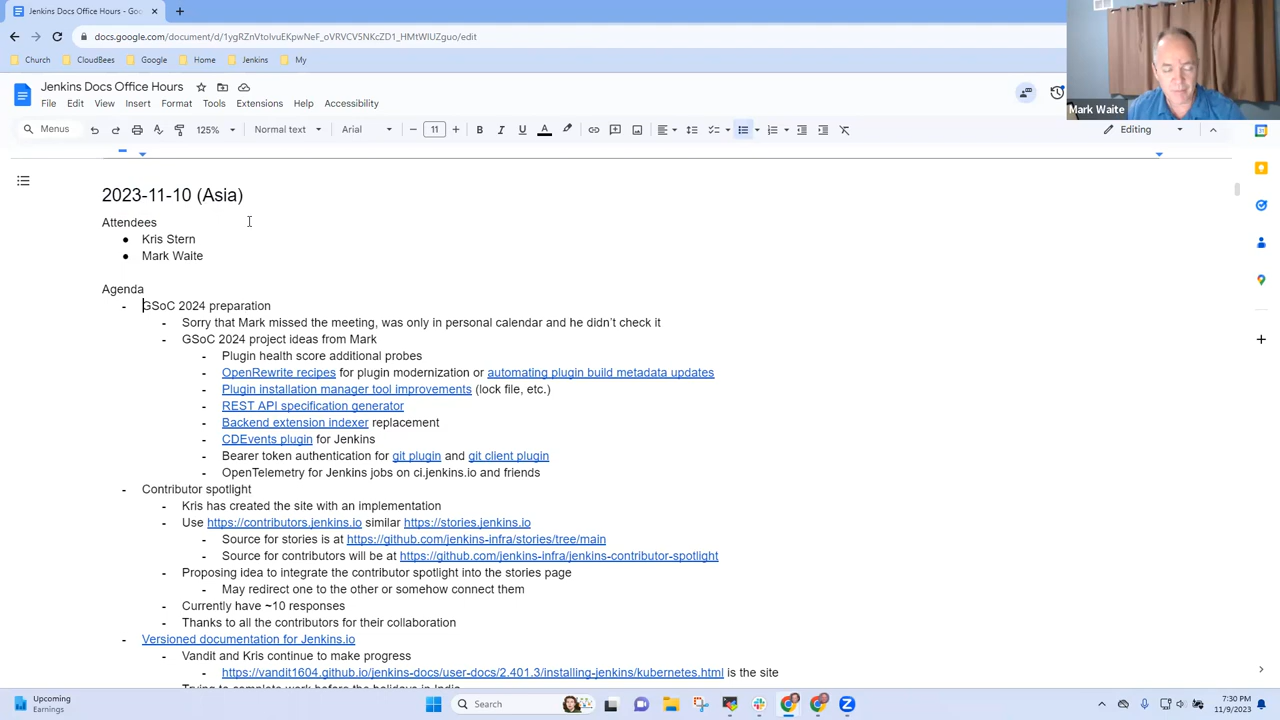 Jenkins Docs Office Hours - G
docs.google.com/document/d/1ygRZnVtoIvuEKpwNeF_oVRVCV5NKcZD1_HMtWIUZguo/edit
Church CloudBees Google Home Jenkins My
Jenkins Docs Office Hours
File Edit View Insert Format Tools Extensions Help Accessibility
Menus 125% Normal text Arial 11 Editing
Mark Waite
2023-11-10 (Asia)
Attendees
● Kris Stern
● Mark Waite
Agenda
- GSoC 2024 preparation
- Sorry that Mark missed the meeting, was only in personal calendar and he didn't check it
- GSoC 2024 project ideas from Mark
- Plugin health score additional probes
- OpenRewrite recipes for plugin modernization or automating plugin build metadata updates
- Plugin installation manager tool improvements (lock file, etc.)
- REST API specification generator
- Backend extension indexer replacement
- CDEvents plugin for Jenkins
- Bearer token authentication for git plugin and git client plugin
- OpenTelemetry for Jenkins jobs on ci.jenkins.io and friends
- Contributor spotlight
- Kris has created the site with an implementation
- Use https://contributors.jenkins.io similar https://stories.jenkins.io
- Source for stories is at https://github.com/jenkins-infra/stories/tree/main
- Source for contributors will be at https://github.com/jenkins-infra/jenkins-contributor-spotlight
- Proposing idea to integrate the contributor spotlight into the stories page
- May redirect one to the other or somehow connect them
- Currently have ~10 responses
- Thanks to all the contributors for their collaboration
- Versioned documentation for Jenkins.io
- Vandit and Kris continue to make progress
- https://vandit1604.github.io/jenkins-docs/user-docs/2.401.3/installing-jenkins/kubernetes.html is the site
- Trying to complete work before the holidays in India
Upcoming
Earnings
Search
7:30 PM
11/9/2023